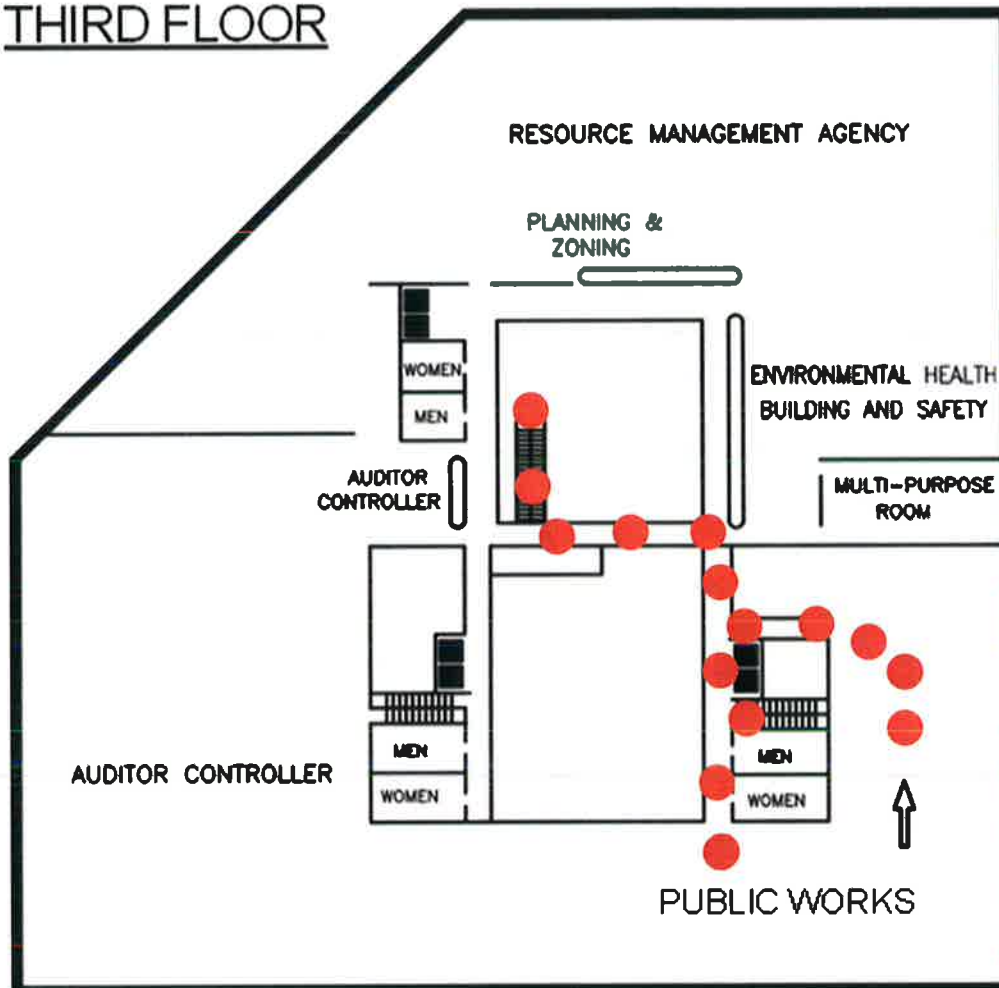 THIRD FLOOR
RESOURCE MANAGEMENT AGENCY
PLANNING &
ZONING
WOMEN
MEN
ENVIRONMENTAL HEALTH
BUILDING AND SAFETY
AUDITOR
CONTROLLER
MULTI-PURPOSE
ROOM
AUDITOR CONTROLLER
MEN
WOMEN
MEN
WOMEN
PUBLIC WORKS